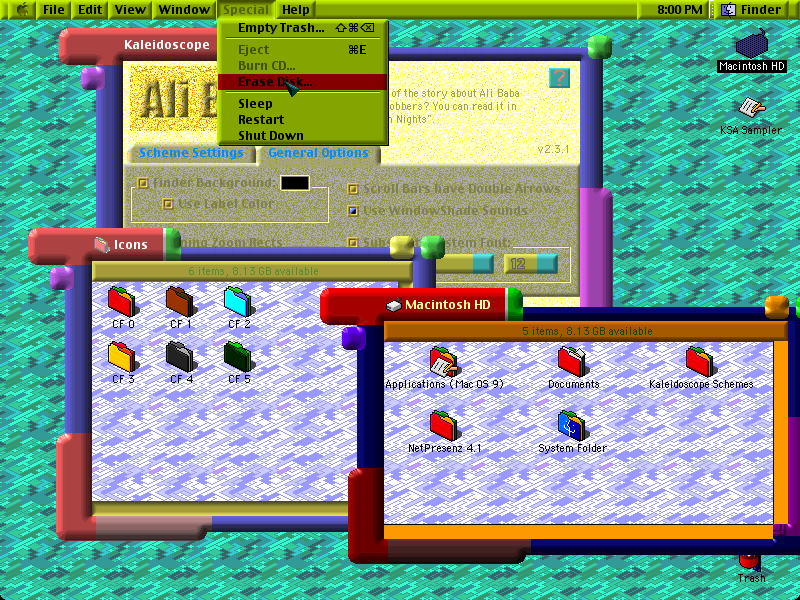 File Edit View Window Special Help 8:00 PM Finder
Empty Trash... ⇧⌘⌫
Eject ⌘E
Burn CD...
Erase Disk...
Sleep
Restart
Shut Down
Kaleidoscope
Ali B
of the story about Ali Baba
obbers? You can read it in
n Nights".
?
v2.3.1
Scheme Settings General Options
Finder Background:
Use Label Color
Zoom Rects
Scroll Bars have Double Arrows
Use WindowShade Sounds
Font:
12
Macintosh HD
KSA Sampler
Icons
6 items, 8.13 GB available
CF 0 CF 1 CF 2
CF 3 CF 4 CF 5
Macintosh HD
5 items, 8.13 GB available
Applications (Mac OS 9) Documents Kaleidoscope Schemes
NetPresenz 4.1 System Folder
Trash